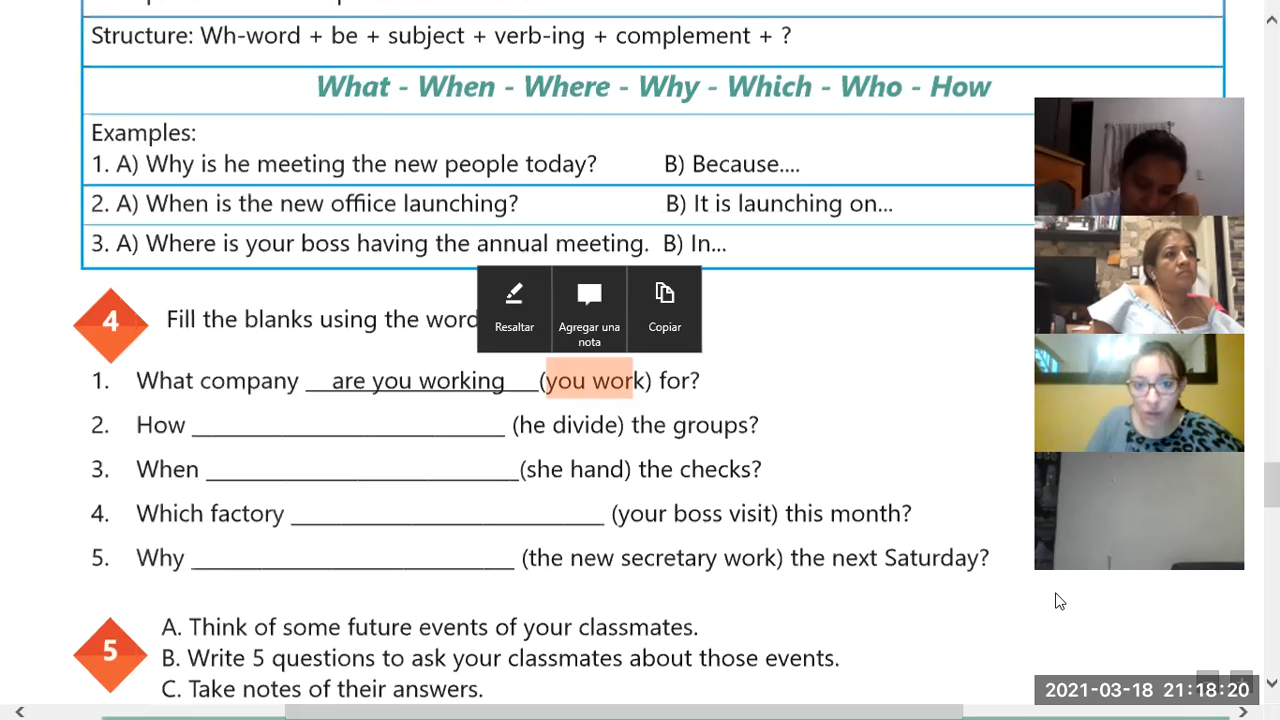 Structure: Wh-word + be + subject + verb-ing + complement + ?
What - When - Where - Why - Which - Who - How
Examples:
1. A) Why is he meeting the new people today? B) Because....
2. A) When is the new offiice launching? B) It is launching on...
3. A) Where is your boss having the annual meeting. B) In...
Resaltar
Agregar una nota
Copiar
4 Fill the blanks using the word
1. What company __are you working___(you work) for?
2. How __________________________ (he divide) the groups?
3. When __________________________(she hand) the checks?
4. Which factory __________________________ (your boss visit) this month?
5. Why ___________________________ (the new secretary work) the next Saturday?
5 A. Think of some future events of your classmates.
B. Write 5 questions to ask your classmates about those events.
C. Take notes of their answers.
2021-03-18 21:18:20